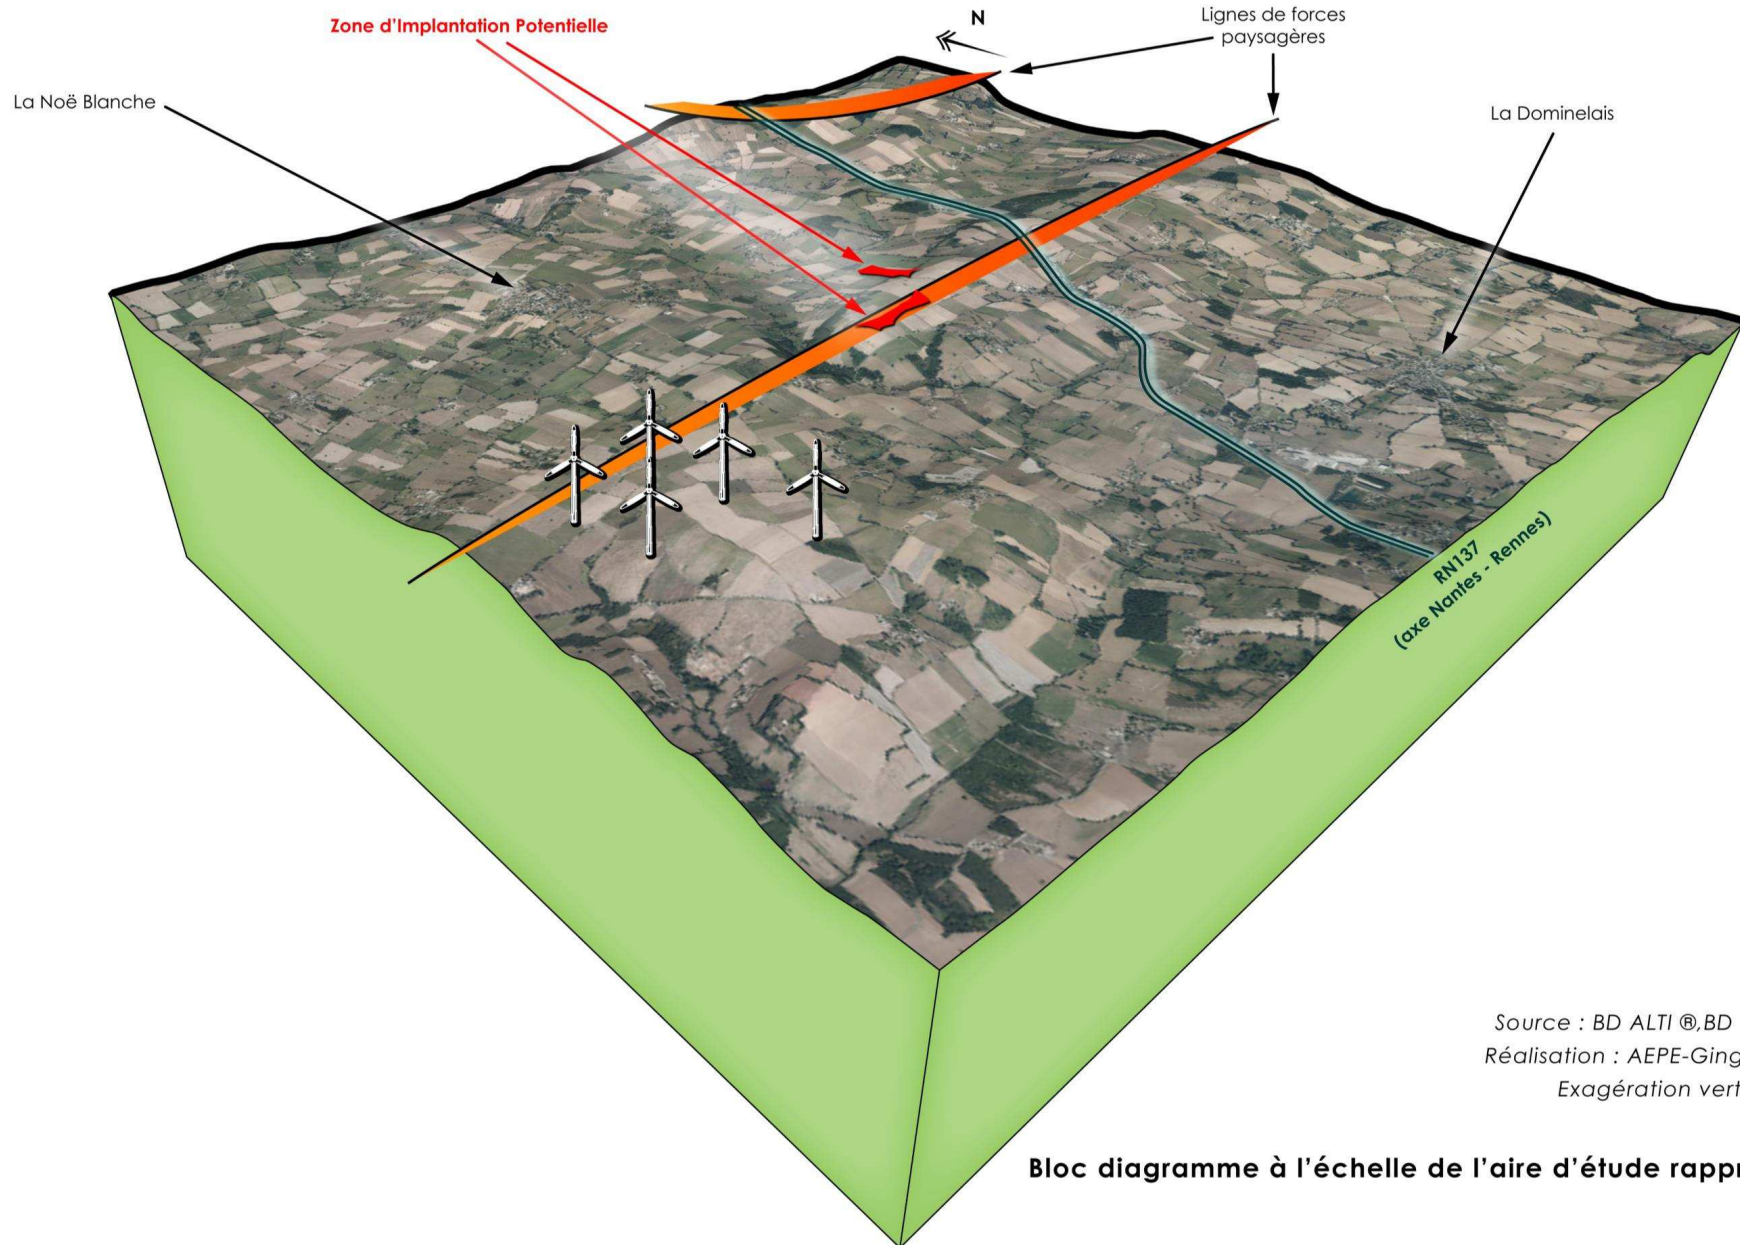 Zone d'Implantation Potentielle
N
Lignes de forces
paysagères
La Noë Blanche
La Dominelais
RN137
(axe Nantes - Rennes)
Source : BD ALTI ®,BD
Réalisation : AEPE-Ging
Exagération vert
Bloc diagramme à l'échelle de l'aire d'étude rappr